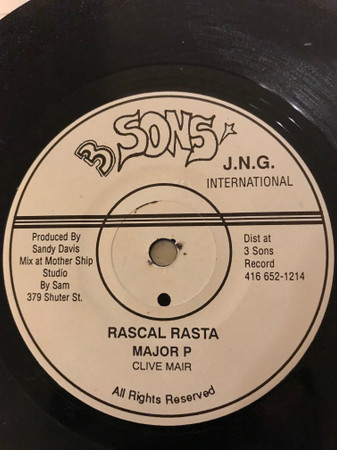 3 SONS'
J.N.G.
INTERNATIONAL
Produced By
Sandy Davis
Mix at Mother Ship
Studio
By Sam
379 Shuter St.
Dist at
3 Sons
Record
416 652-1214
RASCAL RASTA
MAJOR P
CLIVE MAIR
All Rights Reserved